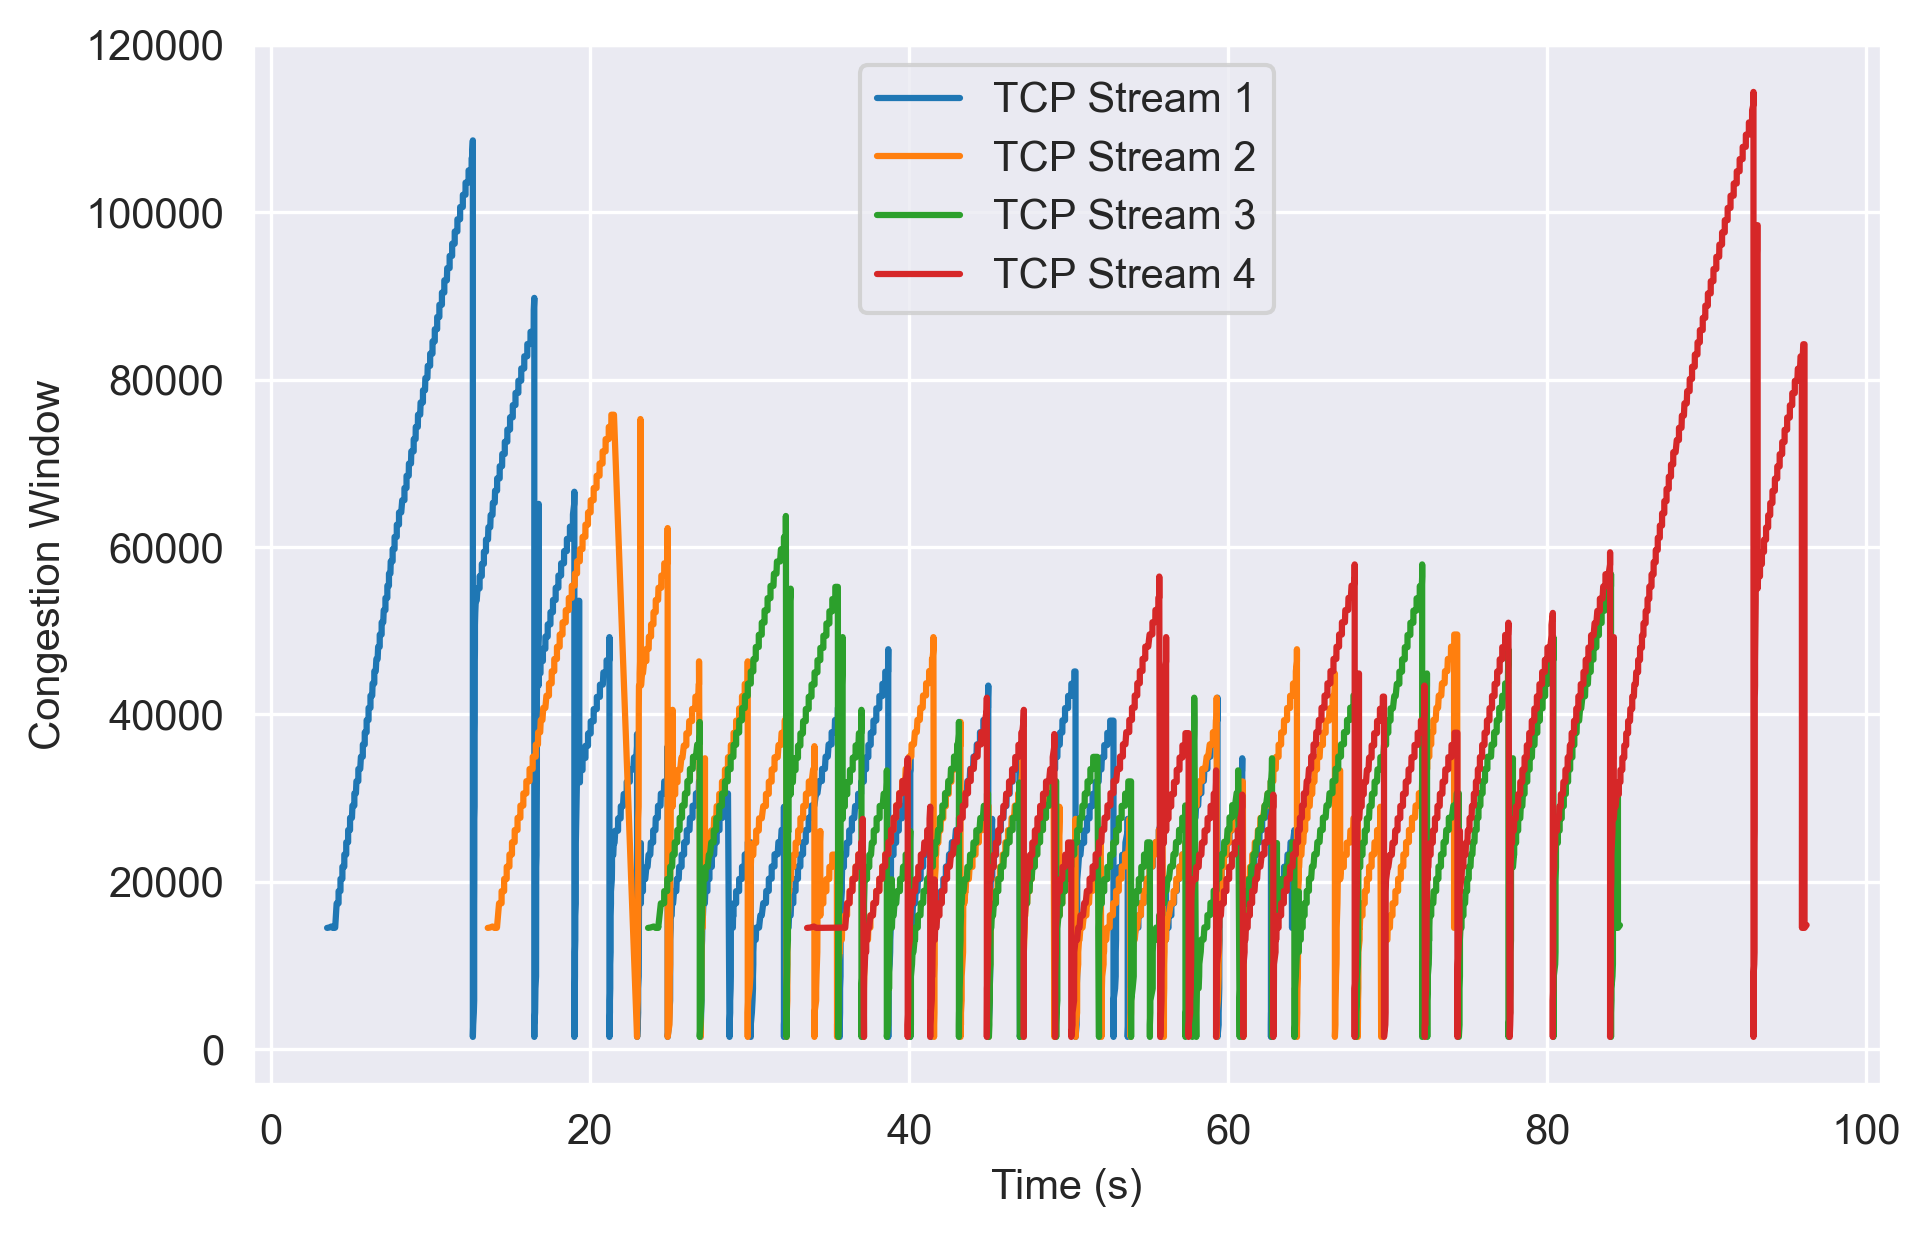 120000
100000
80000
60000
40000
20000
0
Congestion Window
TCP Stream 1
TCP Stream 2
TCP Stream 3
TCP Stream 4
0 20 40 60 80 100
Time (s)